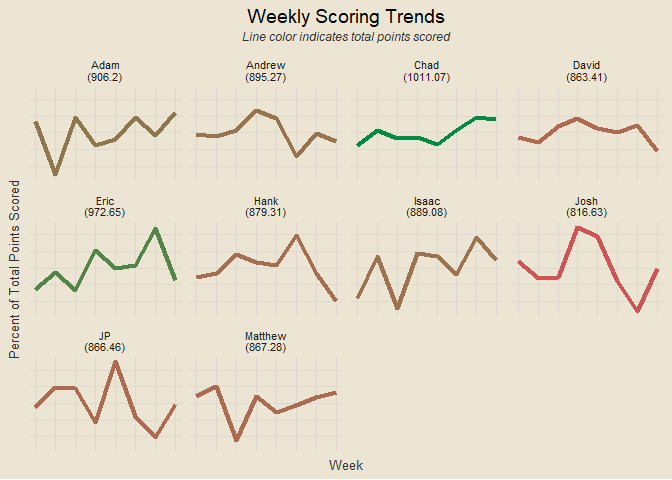 Weekly Scoring Trends
Line color indicates total points scored
Adam
(906.2)
Andrew
(895.27)
Chad
(1011.07)
David
(863.41)
Eric
(972.65)
Hank
(879.31)
Isaac
(889.08)
Josh
(816.63)
JP
(866.46)
Matthew
(867.28)
Percent of Total Points Scored
Week